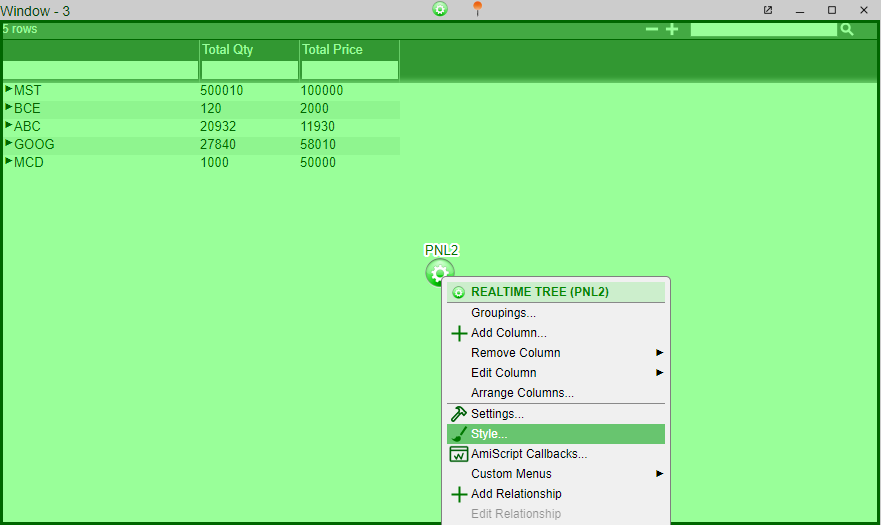 Window - 3
5 rows
Total Qty Total Price
MST 500010 100000
BCE 120 2000
ABC 20932 11930
GOOG 27840 58010
MCD 1000 50000
PNL2
REALTIME TREE (PNL2)
Groupings...
Add Column...
Remove Column
Edit Column
Arrange Columns...
Settings...
Style...
AmiScript Callbacks...
Custom Menus
Add Relationship
Edit Relationship